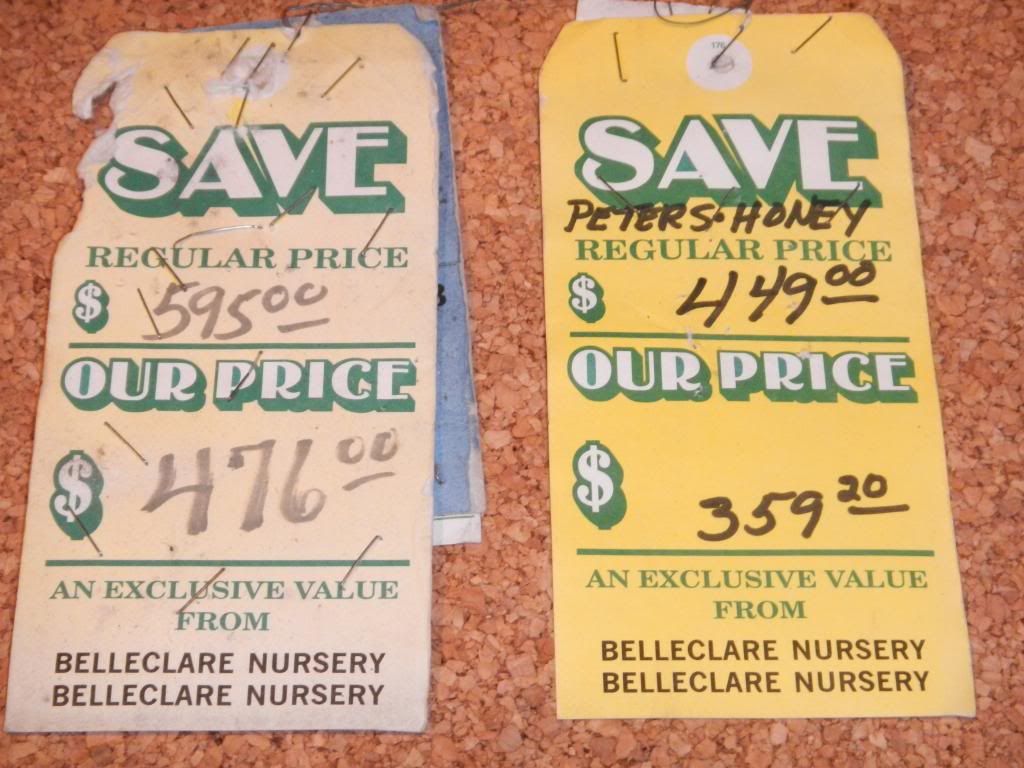 SAVE
REGULAR PRICE
$ 595 00
OUR PRICE
$ 476 00
AN EXCLUSIVE VALUE
FROM
BELLECLARE NURSERY
BELLECLARE NURSERY
176
SAVE
PETERS·HONEY
REGULAR PRICE
$ 449 00
OUR PRICE
$ 359 20
AN EXCLUSIVE VALUE
FROM
BELLECLARE NURSERY
BELLECLARE NURSERY